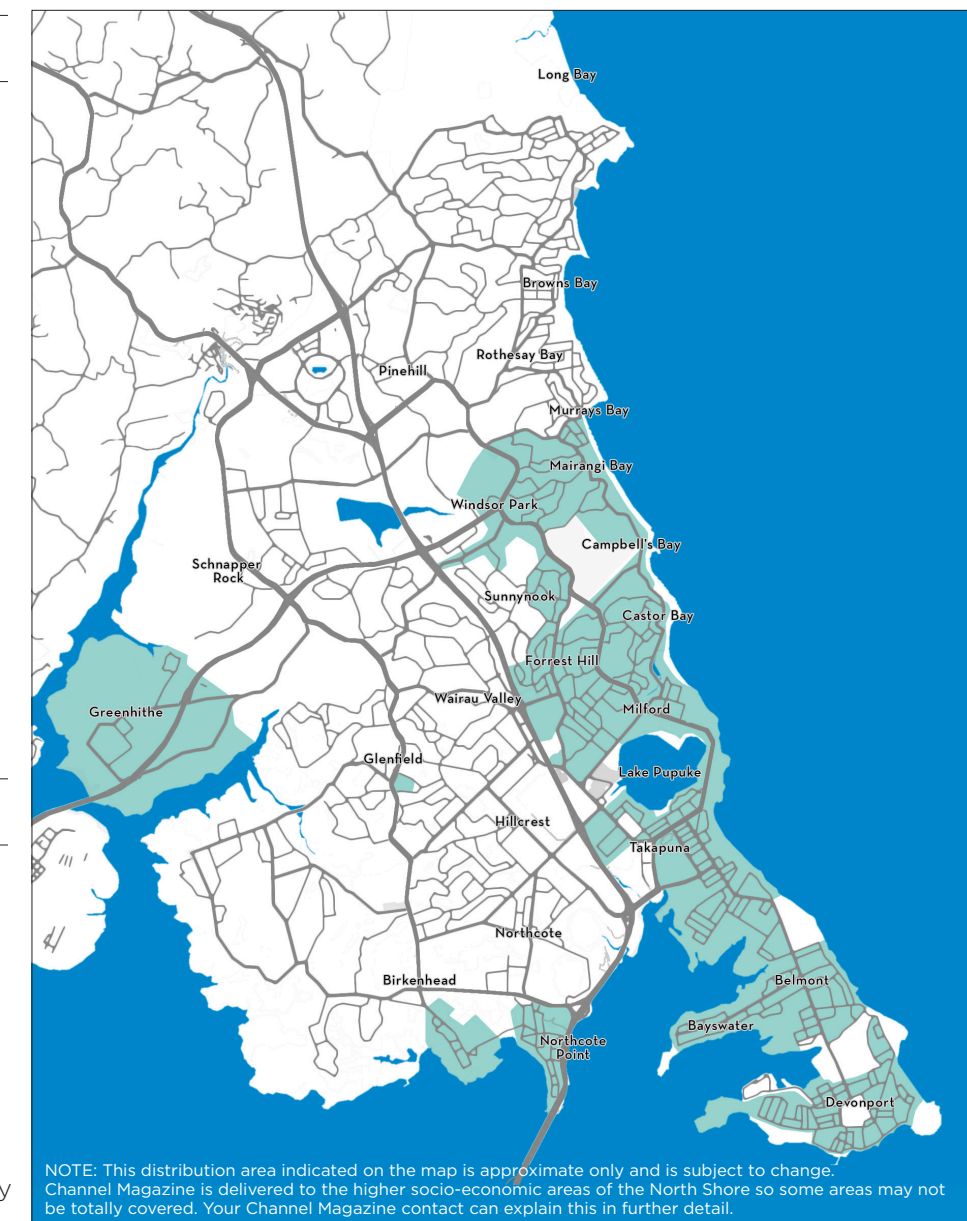 Long Bay
Browns Bay
Rothesay Bay
Pinehill
Murrays Bay
Mairangi Bay
Windsor Park
Campbell's Bay
Schnapper
Rock
Sunnynook
Castor Bay
Forrest Hill
Wairau Valley
Milford
Greenhithe
Glenfield
Lake Pupuke
Hillcrest
Takapuna
Northcote
Birkenhead
Belmont
Bayswater
Northcote
Point
Devonport
NOTE: This distribution area indicated on the map is approximate only and is subject to change.
Channel Magazine is delivered to the higher socio-economic areas of the North Shore so some areas may not
be totally covered. Your Channel Magazine contact can explain this in further detail.